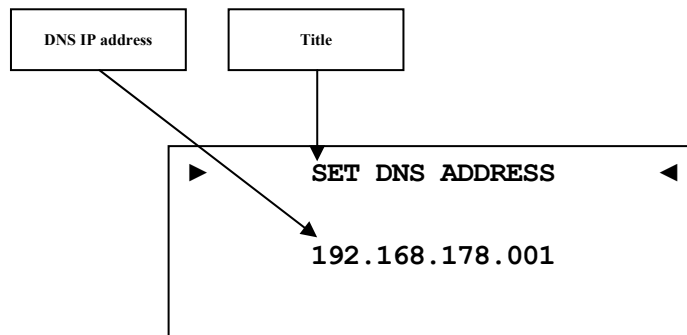 DNS IP address
Title
► SET DNS ADDRESS ◄
192.168.178.001